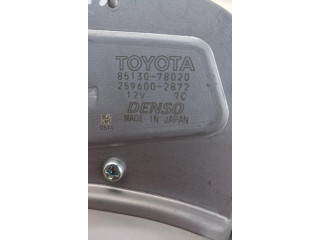 TOYOTA
85130-78020
259600-2872
12V 7C
DENSO
MADE IN JAPAN